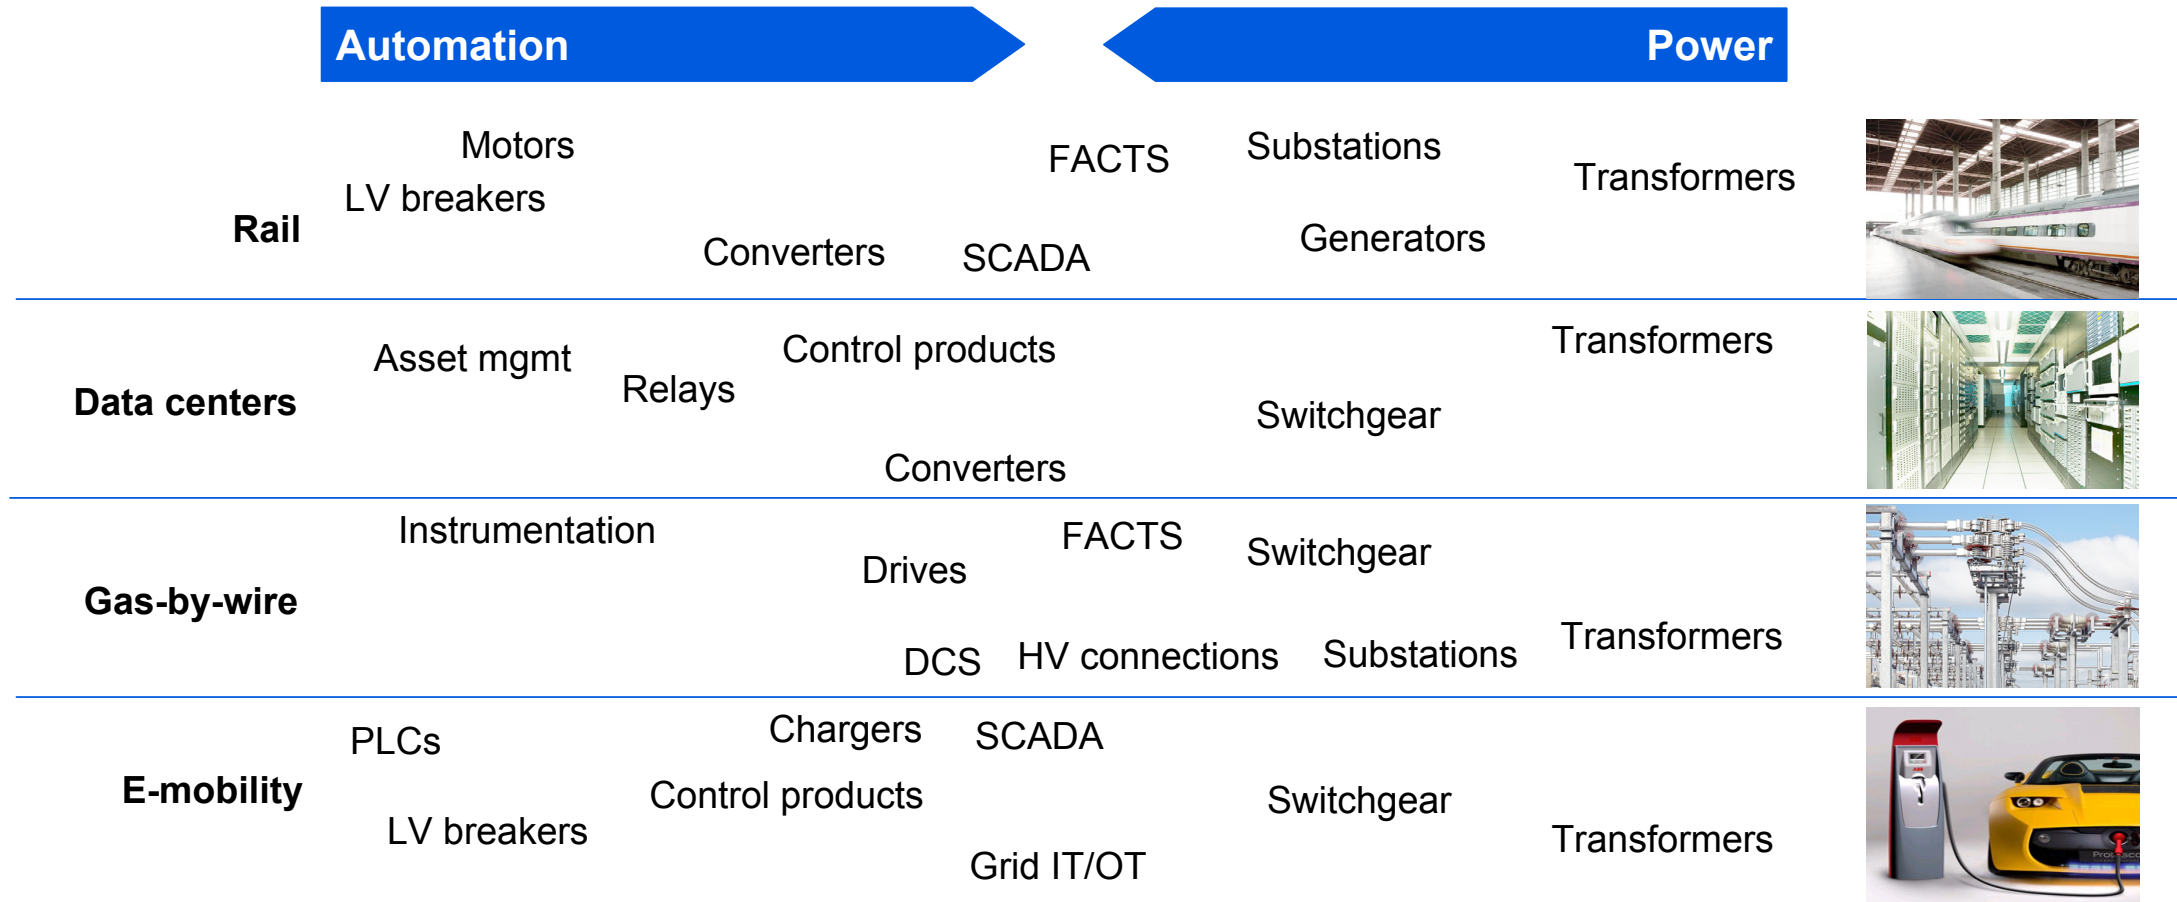 Automation
Power
Motors
FACTS
Substations
Transformers
LV breakers
Rail
Converters
SCADA
Generators
Asset mgmt
Relays
Control products
Transformers
Data centers
Switchgear
Converters
Instrumentation
FACTS
Switchgear
Drives
Gas-by-wire
DCS
HV connections
Substations
Transformers
PLCs
Chargers
SCADA
E-mobility
Control products
Switchgear
LV breakers
Transformers
Grid IT/OT
ABB